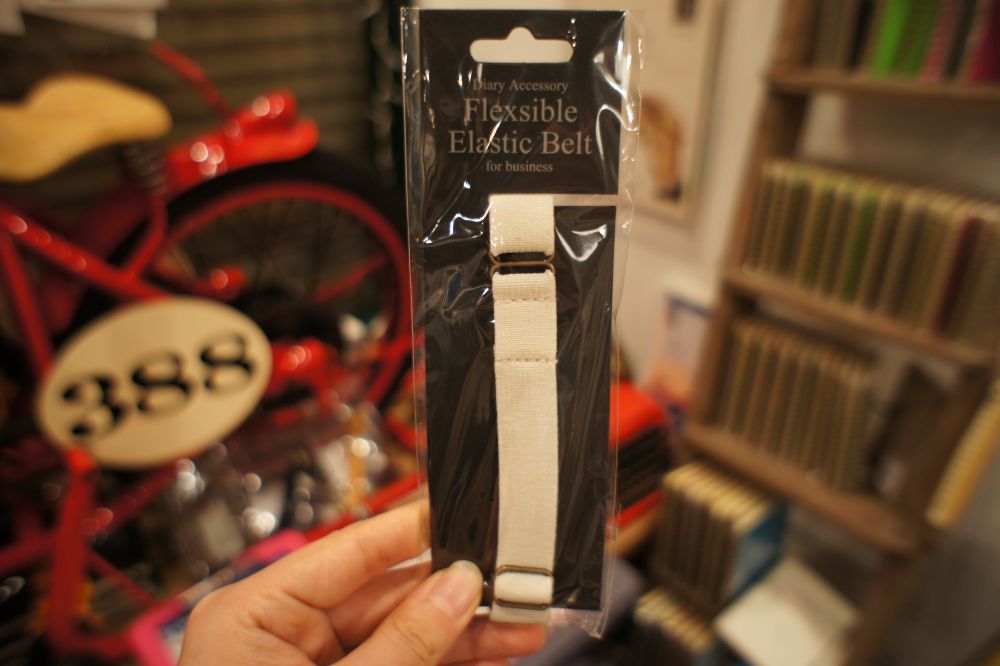 Diary Accessory
Flexsible
Elastic Belt
for business
388